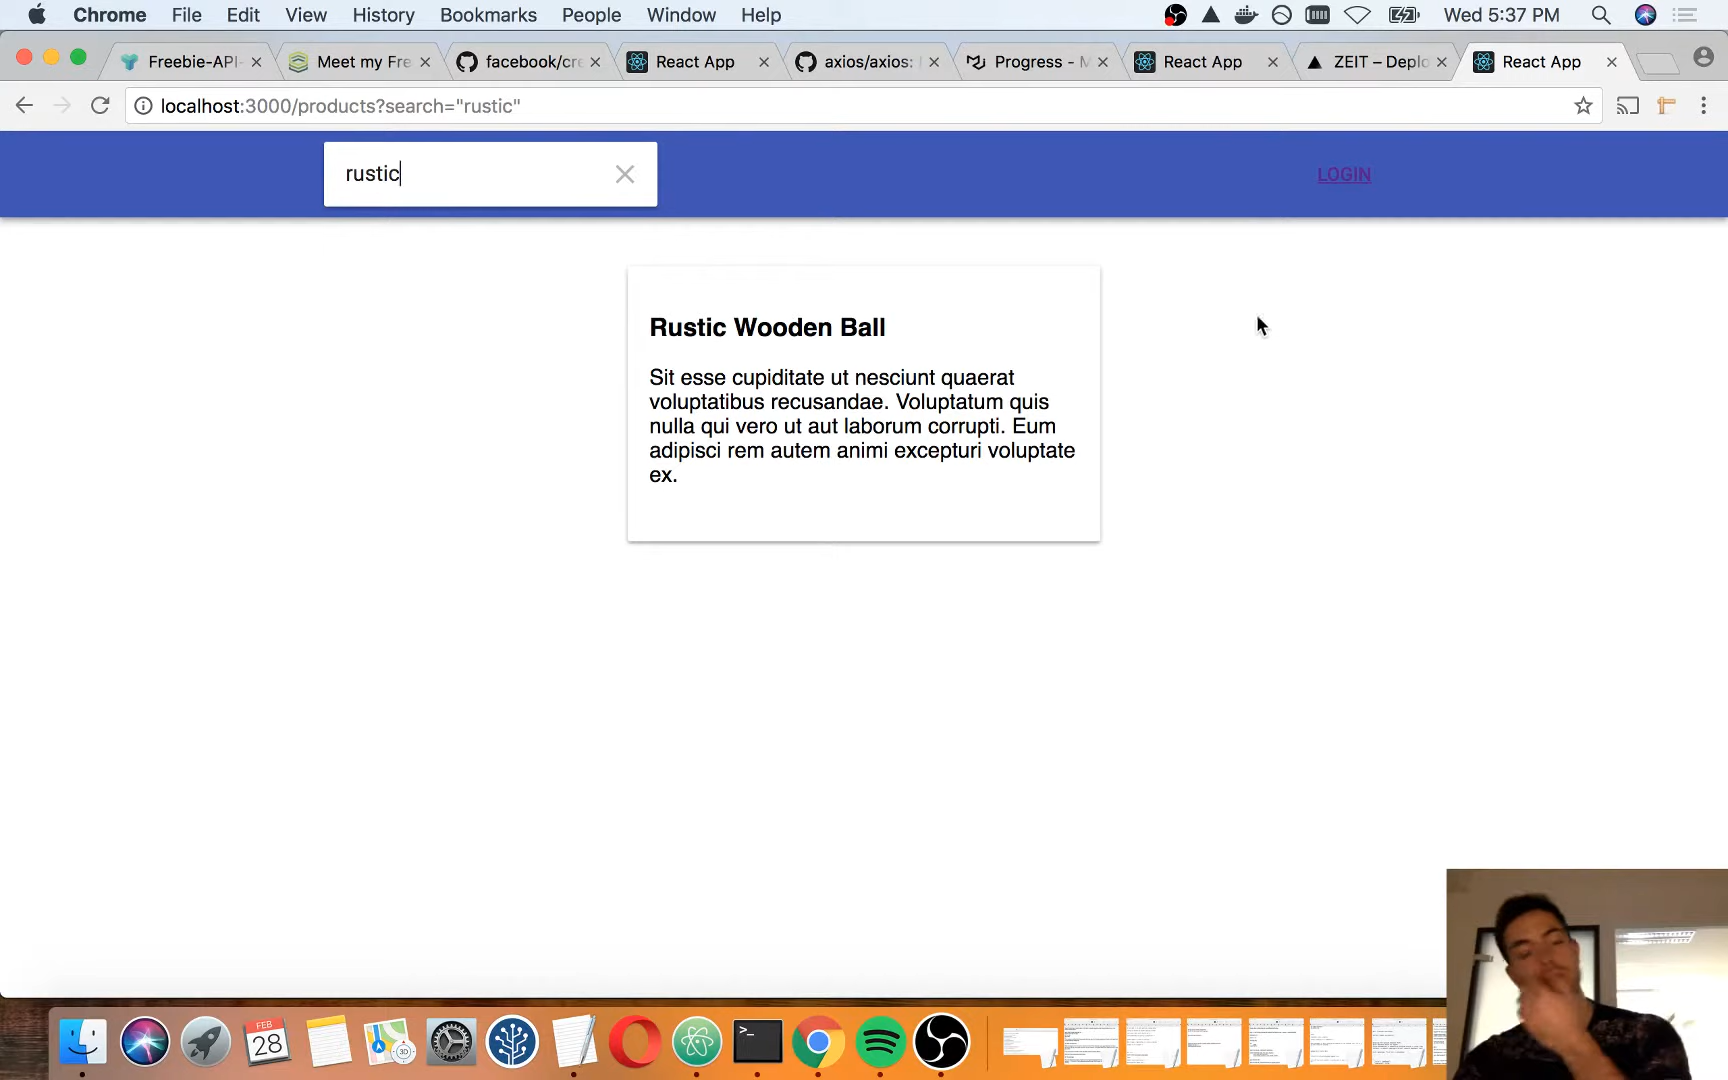 Chrome File Edit View History Bookmarks People Window Help Wed 5:37 PM
Freebie-API- Meet my Fre facebook/cre React App axios/axios: Progress - M React App ZEIT – Deplo React App
localhost:3000/products?search="rustic"
rustic
LOGIN
Rustic Wooden Ball
Sit esse cupiditate ut nesciunt quaerat
voluptatibus recusandae. Voluptatum quis
nulla qui vero ut aut laborum corrupti. Eum
adipisci rem autem animi excepturi voluptate
ex.
FEB
28
3D
>_